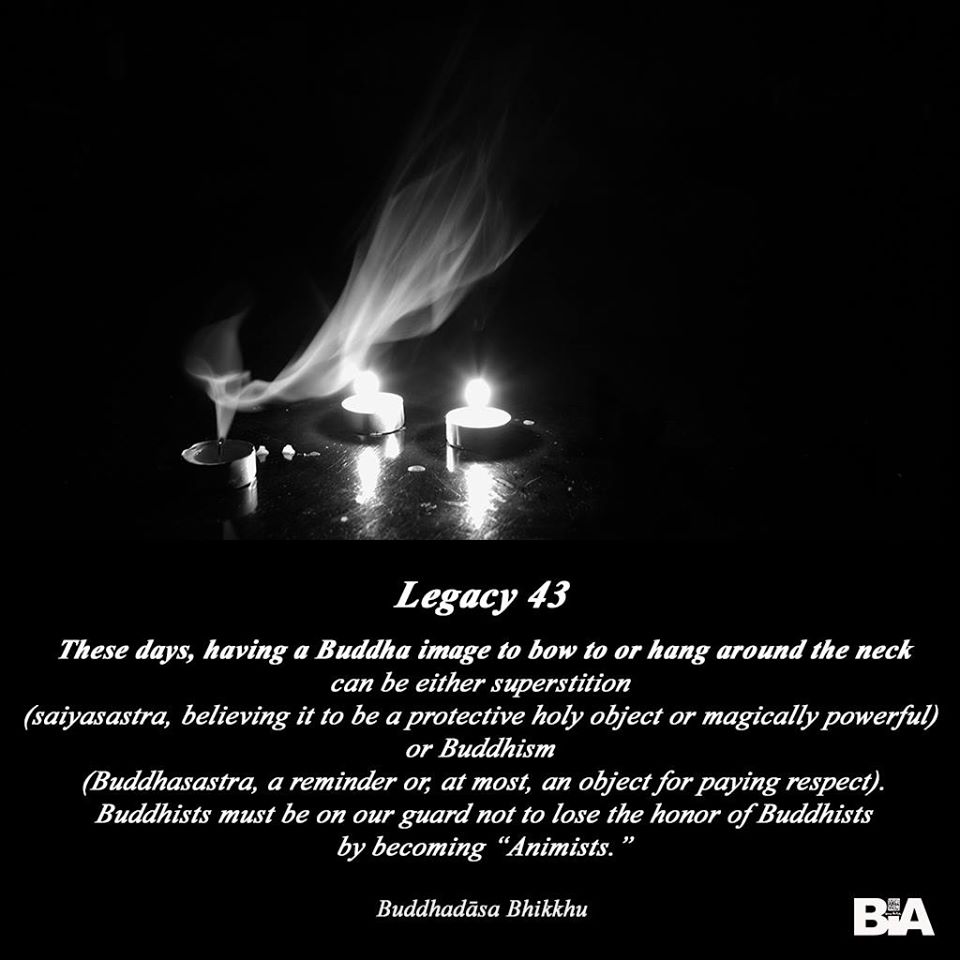 Legacy 43
These days, having a Buddha image to bow to or hang around the neck
can be either superstition
(saiyasastra, believing it to be a protective holy object or magically powerful)
or Buddhism
(Buddhasastra, a reminder or, at most, an object for paying respect).
Buddhists must be on our guard not to lose the honor of Buddhists
by becoming “Animists.”
Buddhadāsa Bhikkhu
BIA